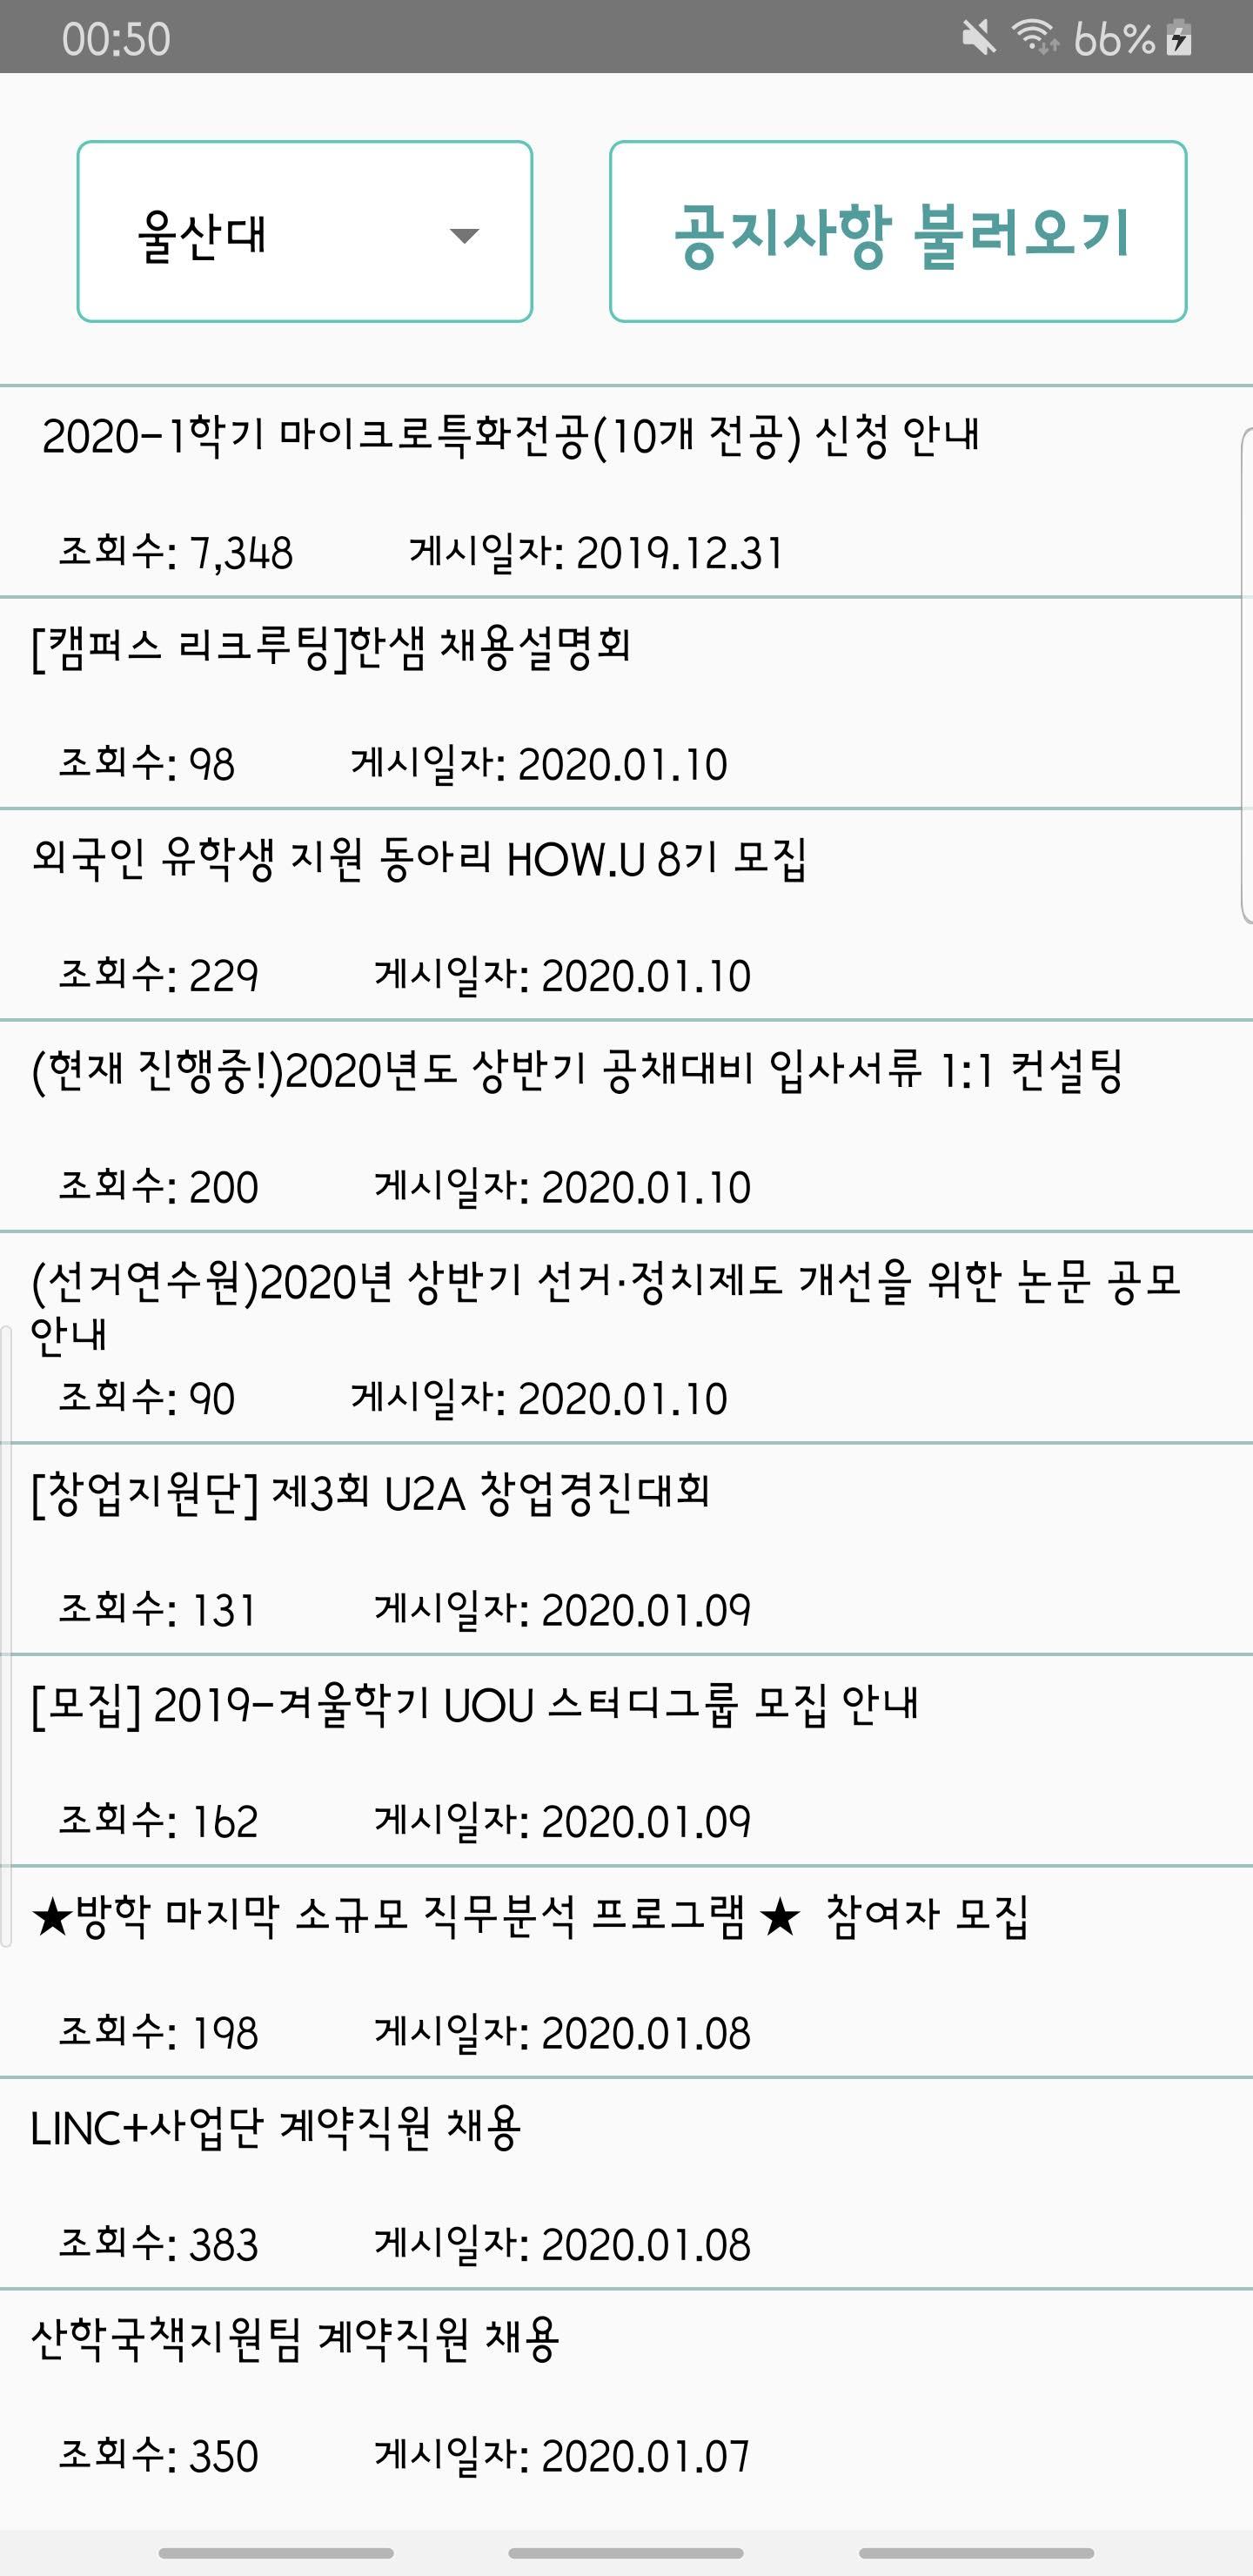 00:50
66%
울산대
공지사항 불러오기
2020-1학기 마이크로특화전공(10개 전공) 신청 안내
조회수: 7,348 게시일자: 2019.12.31
[캠퍼스 리크루팅]한샘 채용설명회
조회수: 98 게시일자: 2020.01.10
외국인 유학생 지원 동아리 HOW.U 8기 모집
조회수: 229 게시일자: 2020.01.10
(현재 진행중!)2020년도 상반기 공채대비 입사서류 1:1 컨설팅
조회수: 200 게시일자: 2020.01.10
(선거연수원)2020년 상반기 선거·정치제도 개선을 위한 논문 공모
안내
조회수: 90 게시일자: 2020.01.10
[창업지원단] 제3회 U2A 창업경진대회
조회수: 131 게시일자: 2020.01.09
[모집] 2019-겨울학기 UOU 스터디그룹 모집 안내
조회수: 162 게시일자: 2020.01.09
★방학 마지막 소규모 직무분석 프로그램 ★ 참여자 모집
조회수: 198 게시일자: 2020.01.08
LINC+사업단 계약직원 채용
조회수: 383 게시일자: 2020.01.08
산학국책지원팀 계약직원 채용
조회수: 350 게시일자: 2020.01.07